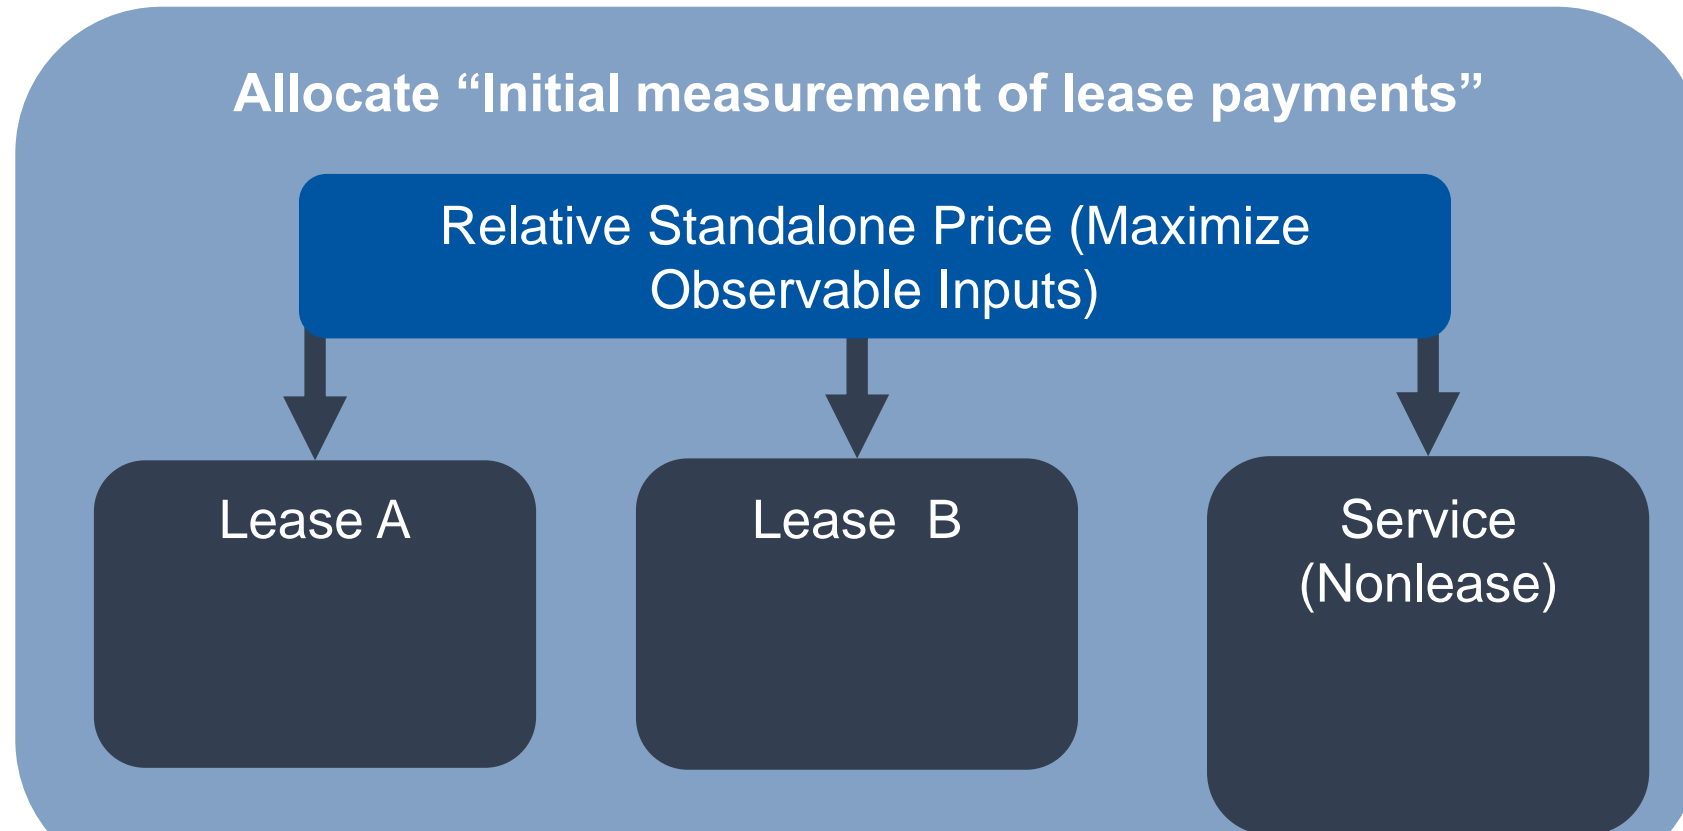 Allocate “Initial measurement of lease payments”
Relative Standalone Price (Maximize
Observable Inputs)
Lease A
Lease B
Service
(Nonlease)